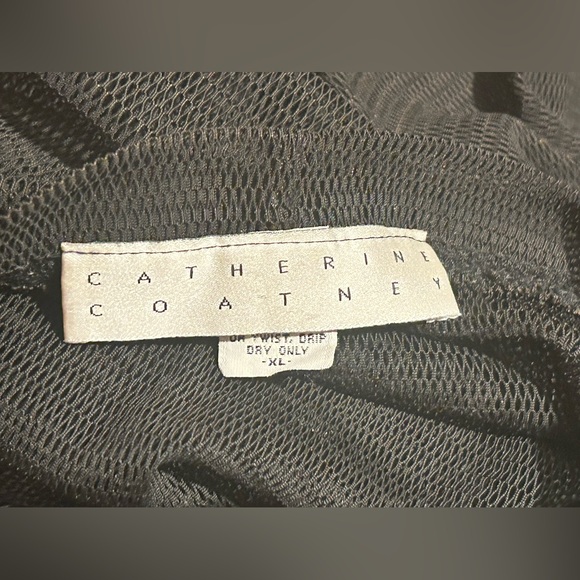 CATHERINE
COATNEY
OR TWIST, DRIP
DRY ONLY
-XL-